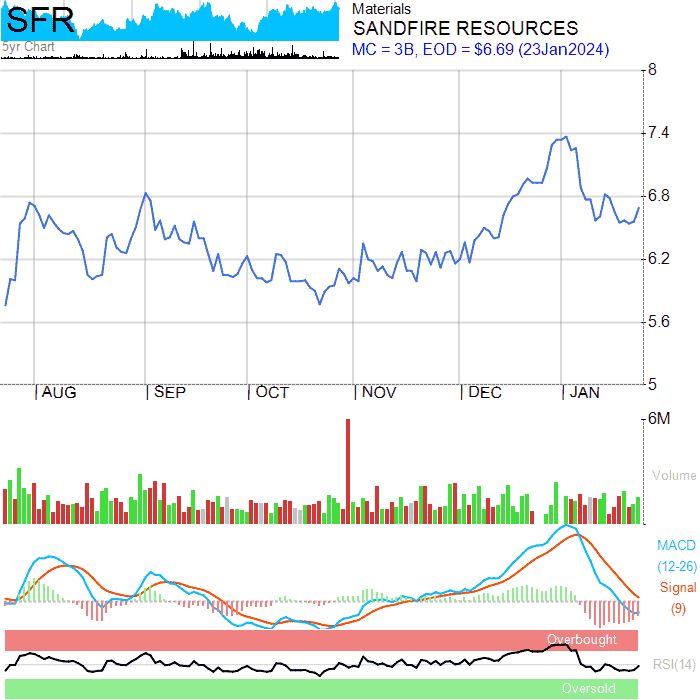 SFR
5yr Chart
Materials
SANDFIRE RESOURCES
MC = 3B, EOD = $6.69 (23Jan2024)
8
7.4
6.8
6.2
5.6
5
AUG SEP OCT NOV DEC JAN
6M
Volume
MACD
(12-26)
Signal
(9)
Overbought
RSI(14)
Oversold